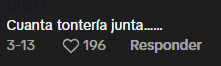 Cuanta tontería junta......
3-13 196 Responder